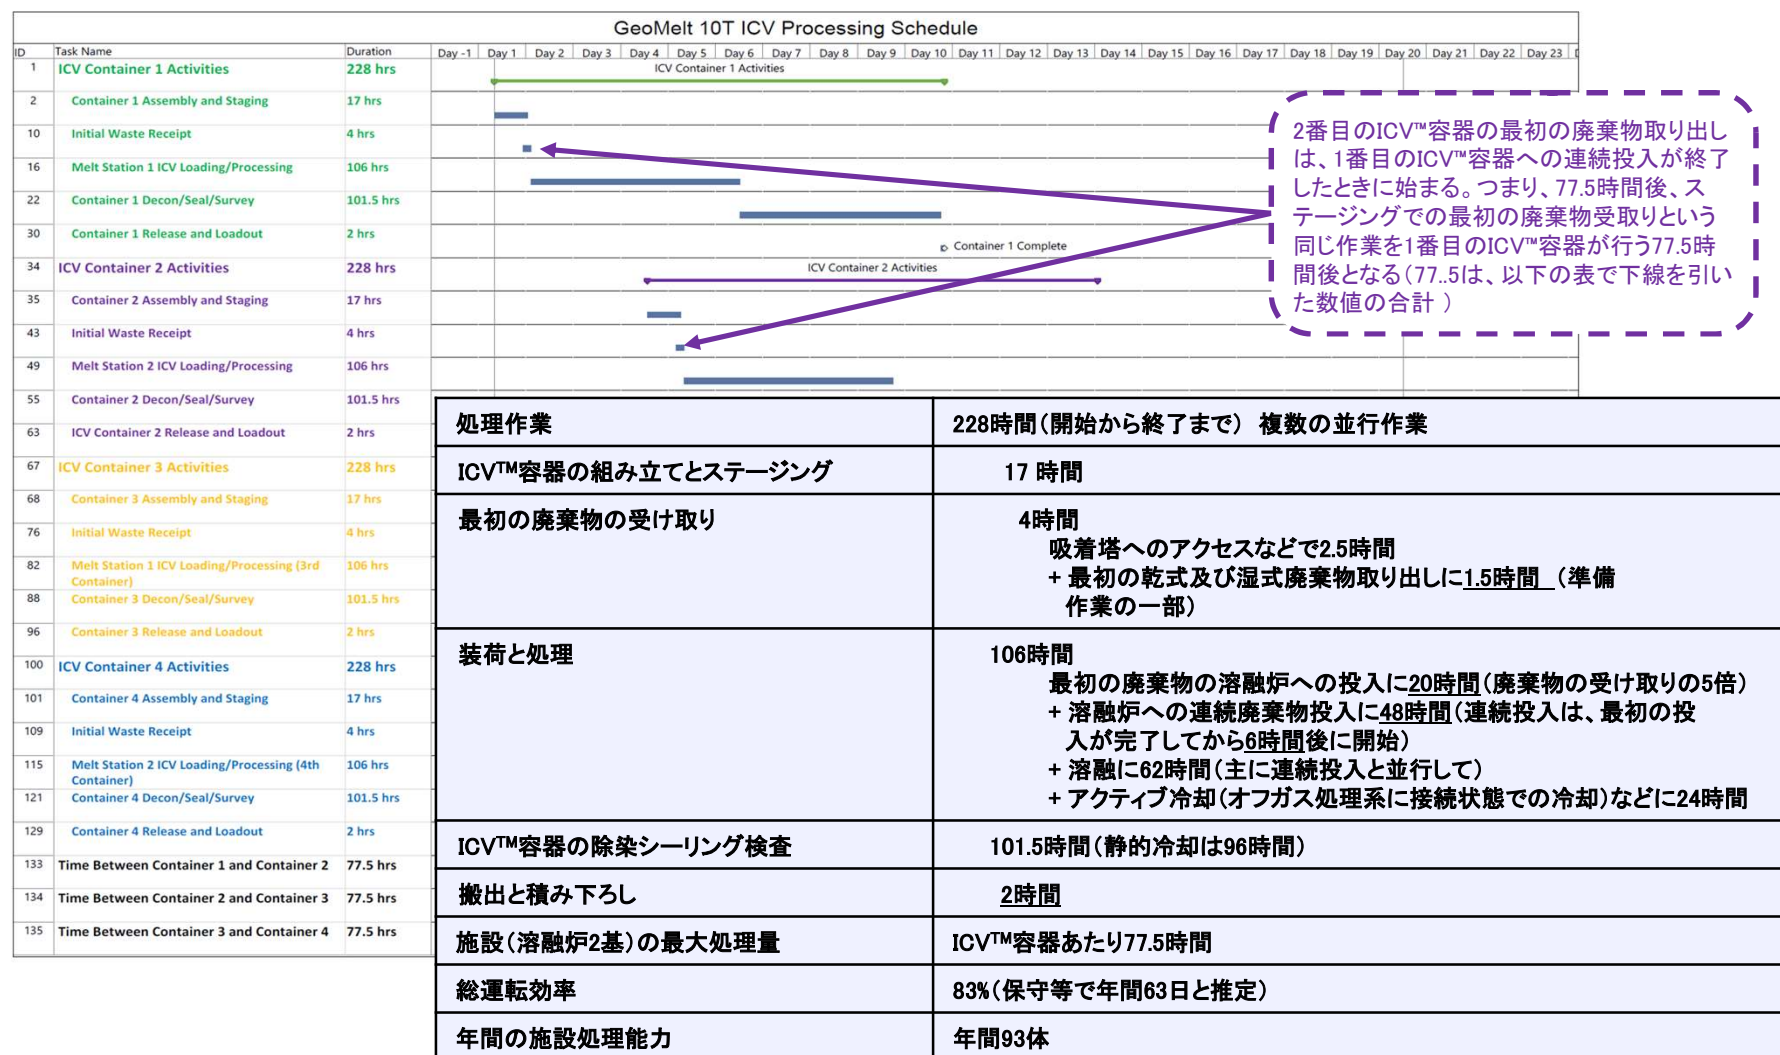 GeoMelt 10T ICV Processing Schedule
ID Task Name Duration Day -1 Day 1 Day 2 Day 3 Day 4 Day 5 Day 6 Day 7 Day 8 Day 9 Day 10 Day 11 Day 12 Day 13 Day 14 Day 15 Day 16 Day 17 Day 18 Day 19 Day 20 Day 21 Day 22 Day 23
1 ICV Container 1 Activities 228 hrs ICV Container 1 Activities
2 Container 1 Assembly and Staging 17 hrs
10 Initial Waste Receipt 4 hrs
16 Melt Station 1 ICV Loading/Processing 106 hrs
22 Container 1 Decon/Seal/Survey 101.5 hrs
30 Container 1 Release and Loadout 2 hrs Container 1 Complete
34 ICV Container 2 Activities 228 hrs ICV Container 2 Activities
35 Container 2 Assembly and Staging 17 hrs
43 Initial Waste Receipt 4 hrs
49 Melt Station 2 ICV Loading/Processing 106 hrs
55 Container 2 Decon/Seal/Survey 101.5 hrs
63 ICV Container 2 Release and Loadout 2 hrs
67 ICV Container 3 Activities 228 hrs
68 Container 3 Assembly and Staging 17 hrs
76 Initial Waste Receipt 4 hrs
82 Melt Station 1 ICV Loading/Processing (3rd 106 hrs
Container)
88 Container 3 Decon/Seal/Survey 101.5 hrs
96 Container 3 Release and Loadout 2 hrs
100 ICV Container 4 Activities 228 hrs
101 Container 4 Assembly and Staging 17 hrs
109 Initial Waste Receipt 4 hrs
115 Melt Station 2 ICV Loading/Processing (4th 106 hrs
Container)
121 Container 4 Decon/Seal/Survey 101.5 hrs
129 Container 4 Release and Loadout 2 hrs
133 Time Between Container 1 and Container 2 77.5 hrs
134 Time Between Container 2 and Container 3 77.5 hrs
135 Time Between Container 3 and Container 4 77.5 hrs
2番目のICV™容器の最初の廃棄物取り出し
は、1番目のICV™容器への連続投入が終了
したときに始まる。つまり、77.5時間後、ス
テージングでの最初の廃棄物受取りという
同じ作業を1番目のICV™容器が行う77.5時
間後となる（77..5は、以下の表で下線を引い
た数値の合計 ）
処理作業 228時間（開始から終了まで） 複数の並行作業
ICV™容器の組み立てとステージング 17 時間
最初の廃棄物の受け取り 4時間
吸着塔へのアクセスなどで2.5時間
+ 最初の乾式及び湿式廃棄物取り出しに1.5時間 （準備
作業の一部）
装荷と処理 106時間
最初の廃棄物の溶融炉への投入に20時間（廃棄物の受け取りの5倍）
+ 溶融炉への連続廃棄物投入に48時間（連続投入は、最初の投
入が完了してから6時間後に開始）
+ 溶融に62時間（主に連続投入と並行して）
+ アクティブ冷却（オフガス処理系に接続状態での冷却）などに24時間
ICV™容器の除染シーリング検査 101.5時間（静的冷却は96時間）
搬出と積み下ろし 2時間
施設（溶融炉2基）の最大処理量 ICV™容器あたり77.5時間
総運転効率 83%（保守等で年間63日と推定）
年間の施設処理能力 年間93体